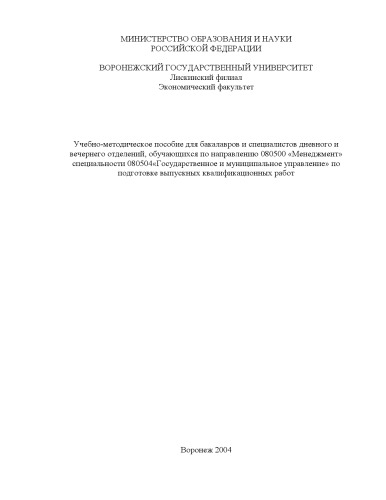 МИНИСТЕРСТВО ОБРАЗОВАНИЯ И НАУКИ
РОССИЙСКОЙ ФЕДЕРАЦИИ
ВОРОНЕЖСКИЙ ГОСУДАРСТВЕННЫЙ УНИВЕРСИТЕТ
Лискинский филиал
Экономический факультет
Учебно-методическое пособие для бакалавров и специалистов дневного и
вечернего отделений, обучающихся по направлению 080500 «Менеджмент»
специальности 080504«Государственное и муниципальное управление» по
подготовке выпускных квалификационных работ
Воронеж 2004